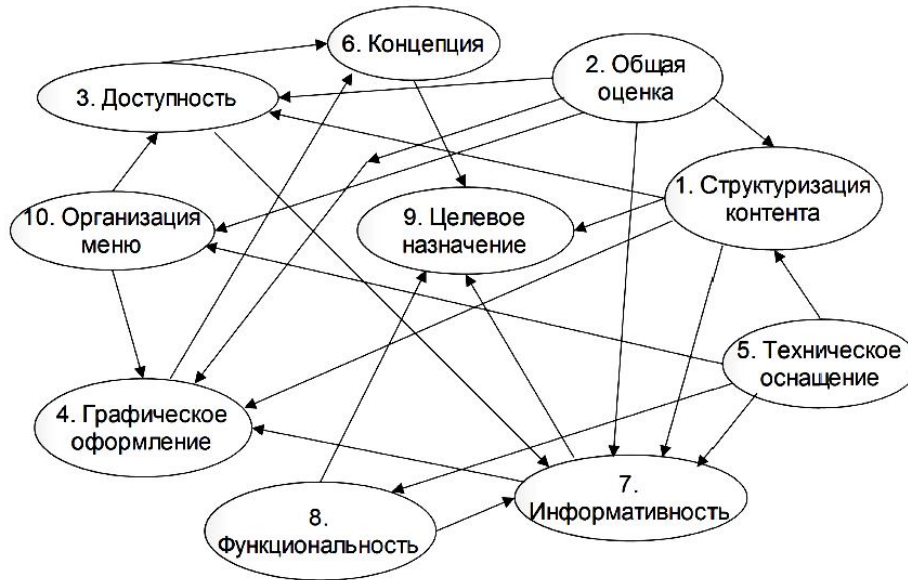 6. Концепция
2. Общая
оценка
3. Доступность
1. Структуризация
контента
10. Организация
меню
9. Целевое
назначение
5. Техническое
оснащение
4. Графическое
оформление
7.
Информативность
8.
Функциональность